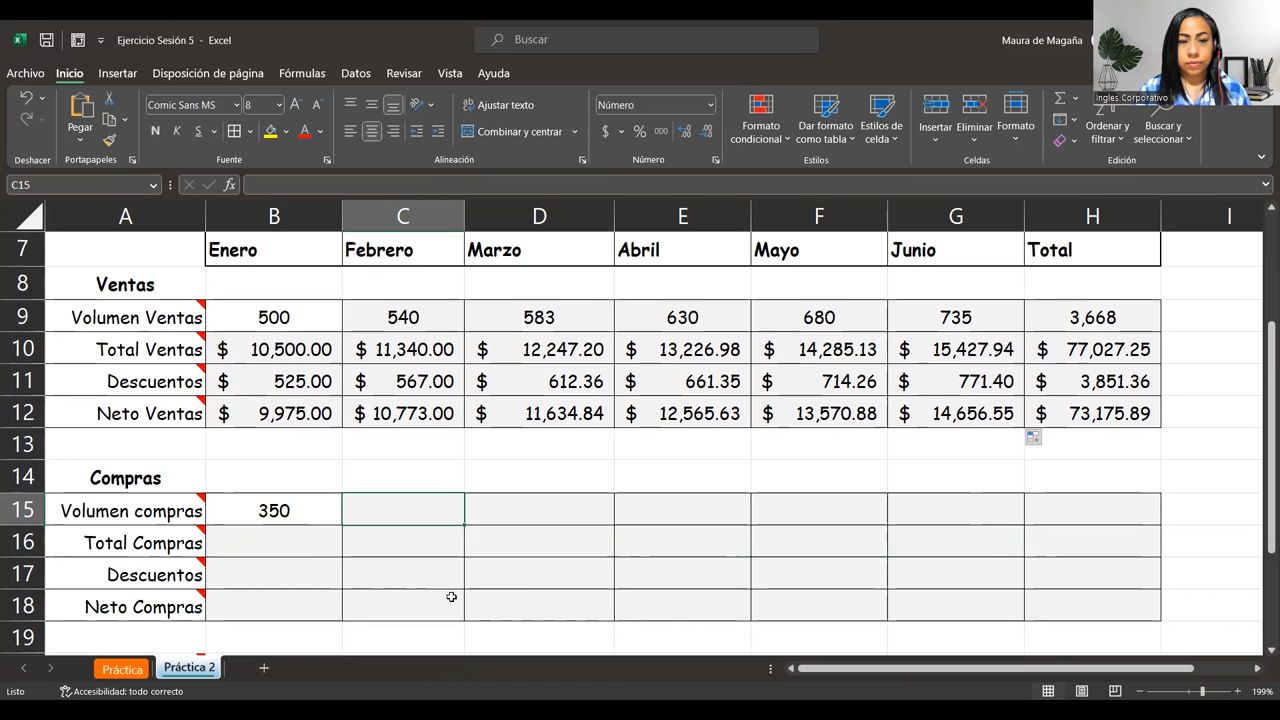 Ejercicio Sesión 5 - Excel
Buscar
Maura de Magaña
Ingles Corporativo
Archivo Inicio Insertar Disposición de página Fórmulas Datos Revisar Vista Ayuda
Comic Sans MS 8 Ajustar texto Número
Pegar N K S Combinar y centrar $ % 000
Formato condicional Dar formato como tabla Estilos de celda Insertar Eliminar Formato Ordenar y filtrar Buscar y seleccionar
Deshacer Portapapeles Fuente Alineación Número Estilos Celdas Edición
C15 fx
A B C D E F G H I
7 Enero Febrero Marzo Abril Mayo Junio Total
8 Ventas
9 Volumen Ventas 500 540 583 630 680 735 3,668
10 Total Ventas $ 10,500.00 $ 11,340.00 $ 12,247.20 $ 13,226.98 $ 14,285.13 $ 15,427.94 $ 77,027.25
11 Descuentos $ 525.00 $ 567.00 $ 612.36 $ 661.35 $ 714.26 $ 771.40 $ 3,851.36
12 Neto Ventas $ 9,975.00 $ 10,773.00 $ 11,634.84 $ 12,565.63 $ 13,570.88 $ 14,656.55 $ 73,175.89
13
14 Compras
15 Volumen compras 350
16 Total Compras
17 Descuentos
18 Neto Compras
19
Práctica Práctica 2
Listo Accesibilidad: todo correcto 199%